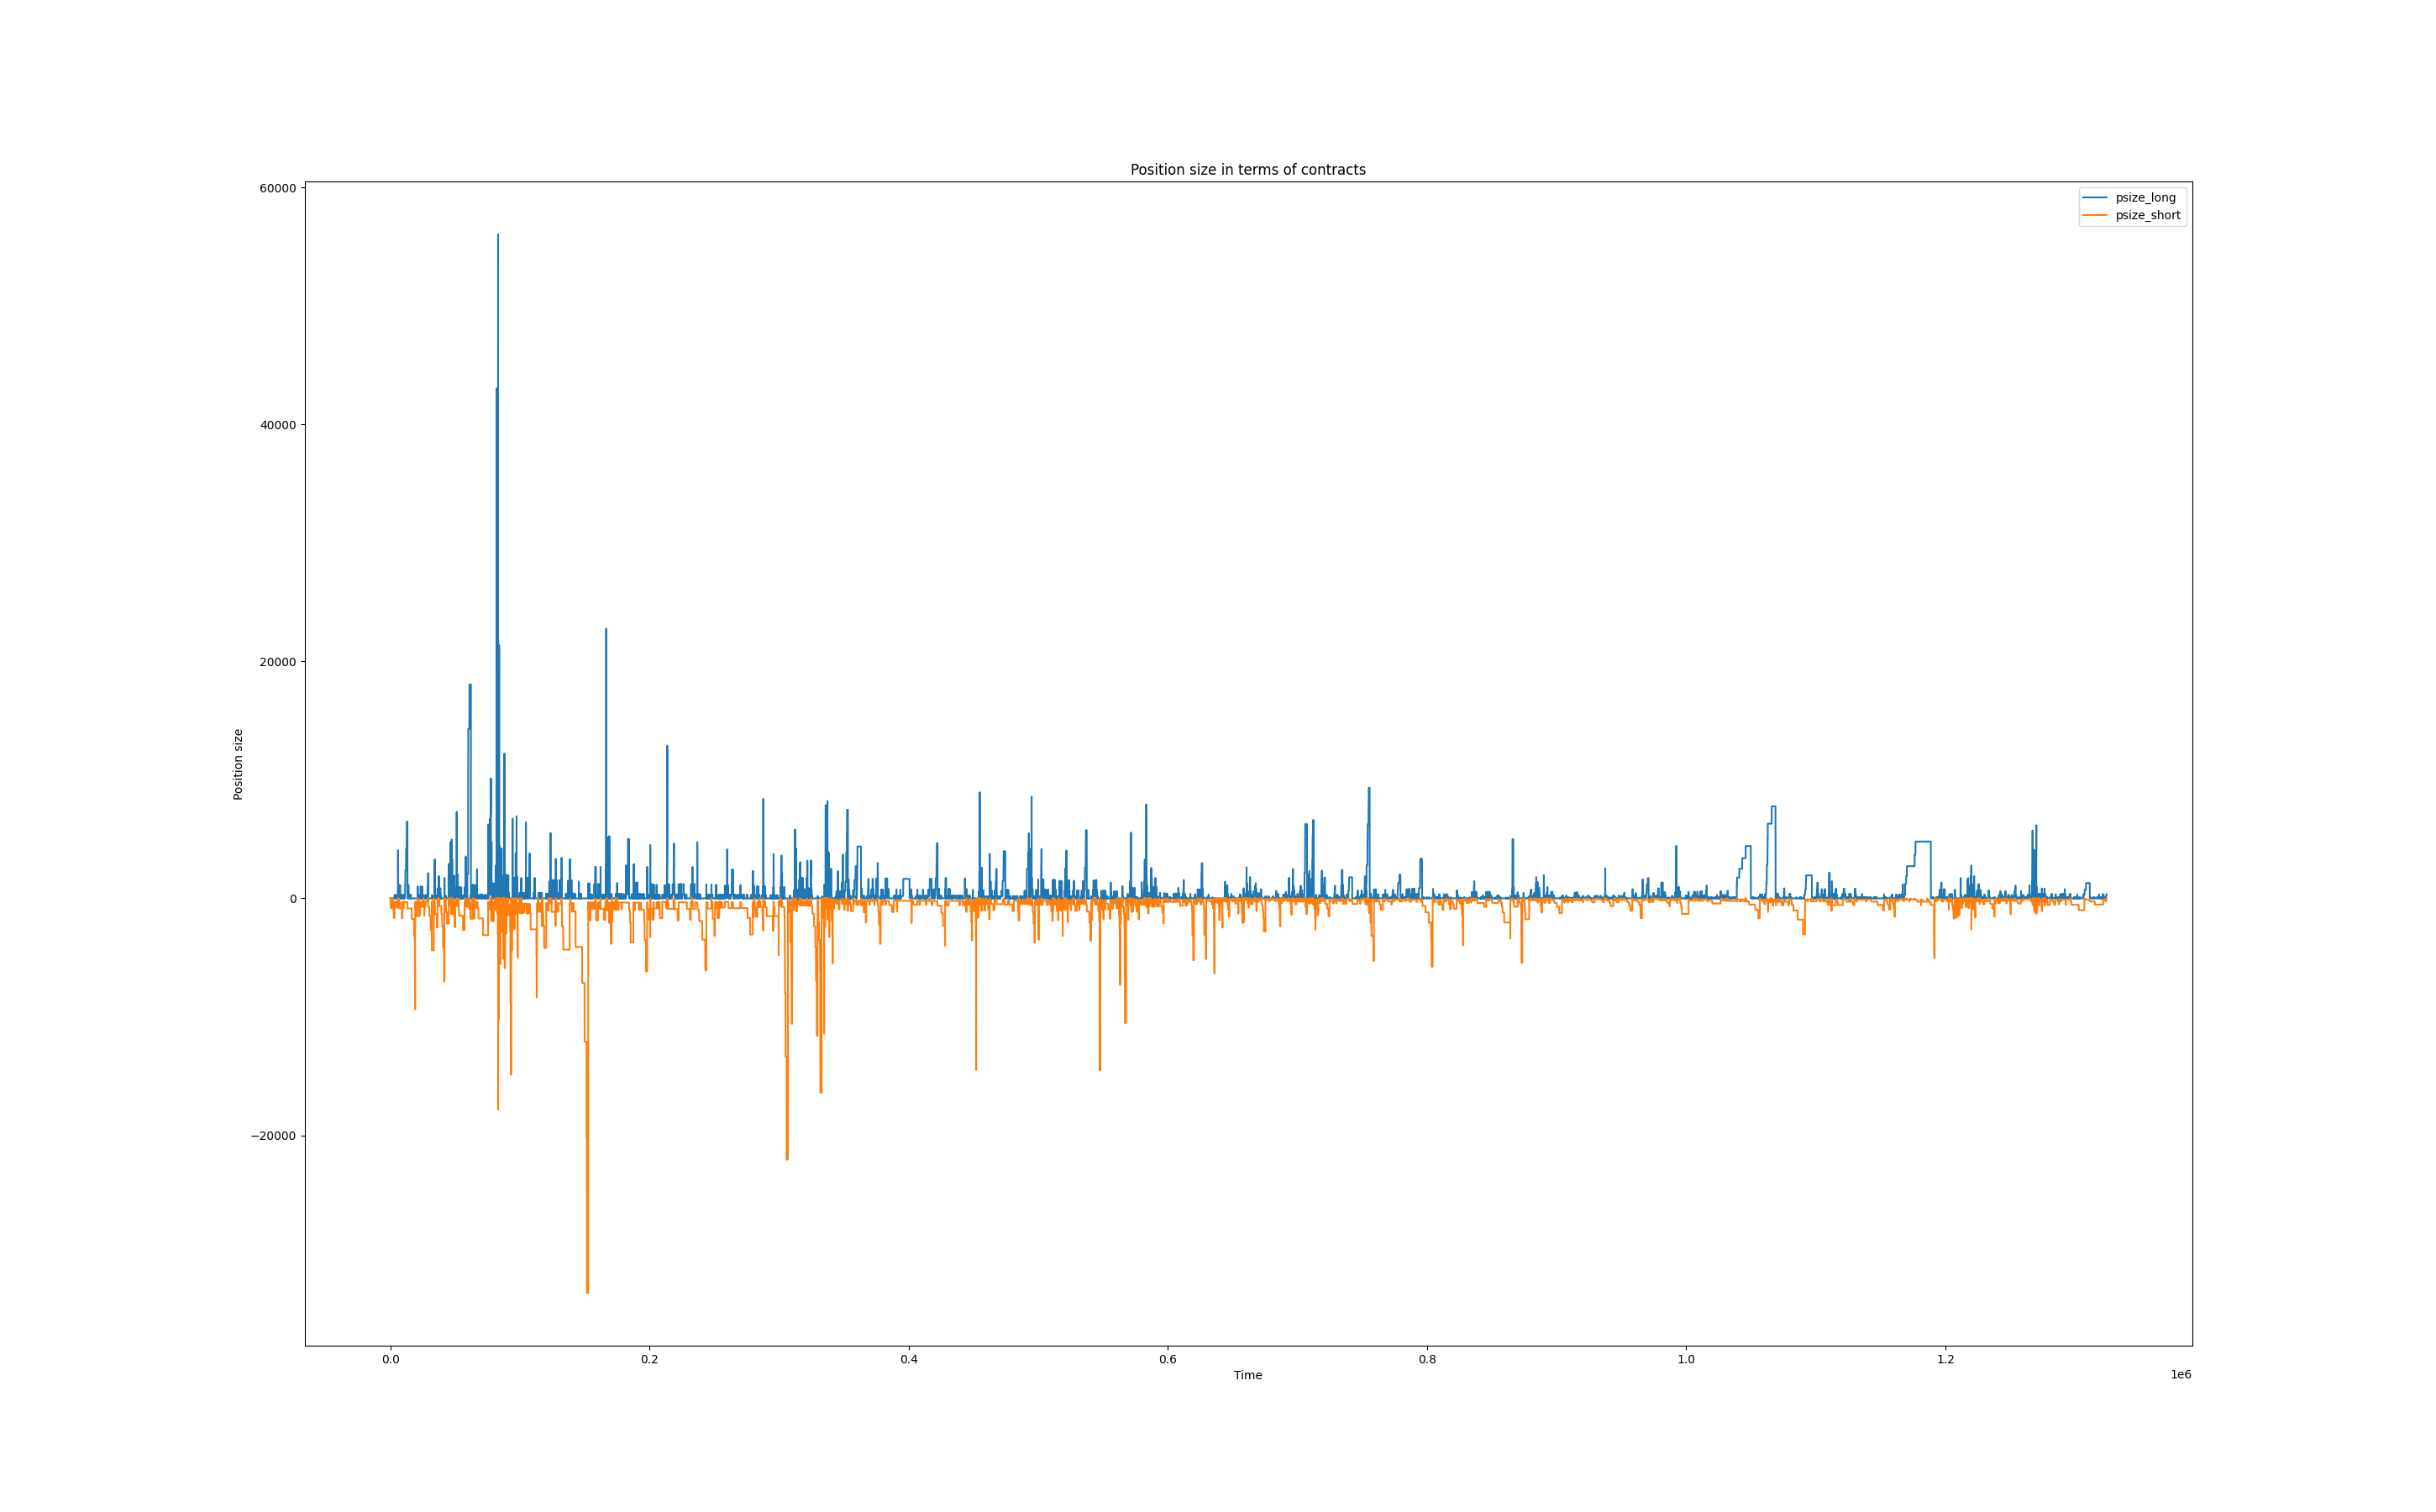 Position size in terms of contracts
60000
40000
20000
0
−20000
Position size
psize_long
psize_short
0.0 0.2 0.4 0.6 0.8 1.0 1.2
Time
1e6